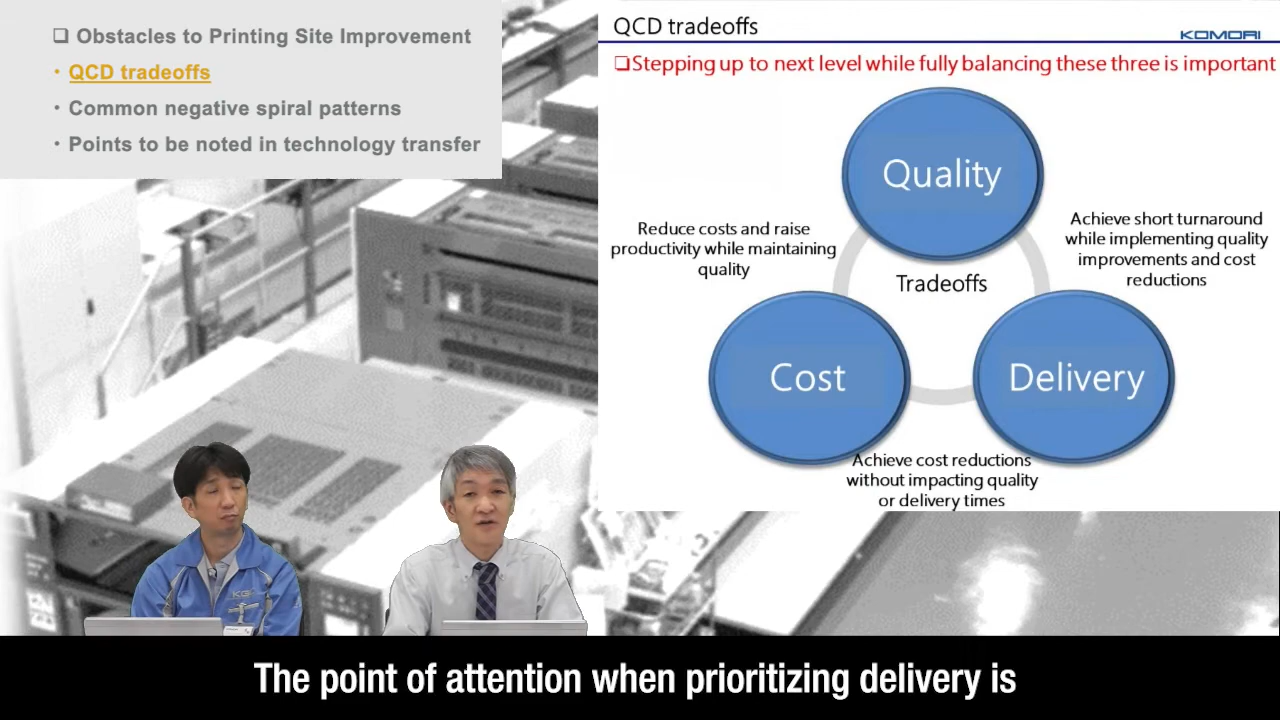 ❑ Obstacles to Printing Site Improvement
・QCD tradeoffs
・Common negative spiral patterns
・Points to be noted in technology transfer
QCD tradeoffs
KOMORI
❑Stepping up to next level while fully balancing these three is important
Quality
Reduce costs and raise
productivity while maintaining
quality
Achieve short turnaround
while implementing quality
improvements and cost
reductions
Tradeoffs
Cost
Delivery
Achieve cost reductions
without impacting quality
or delivery times
KG
The point of attention when prioritizing delivery is